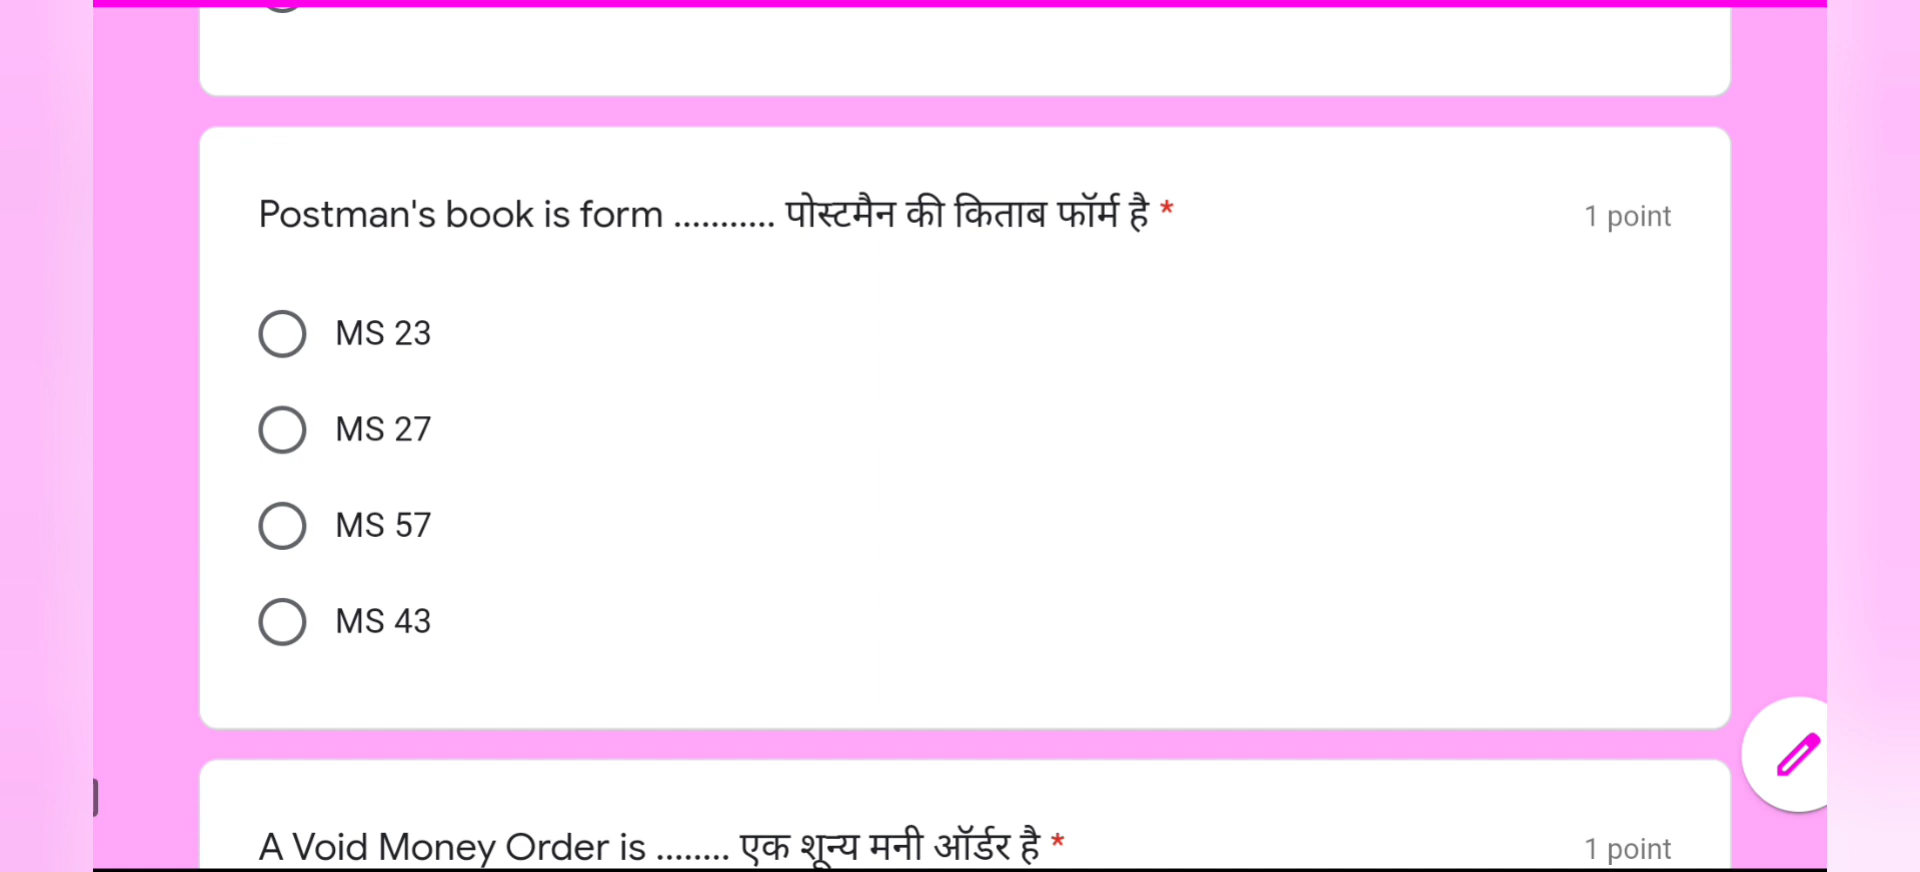 Postman's book is form ........... पोस्टमैन की किताब फॉर्म है *
1 point
MS 23
MS 27
MS 57
MS 43
A Void Money Order is ........ एक शून्य मनी ऑर्डर है *
1 point